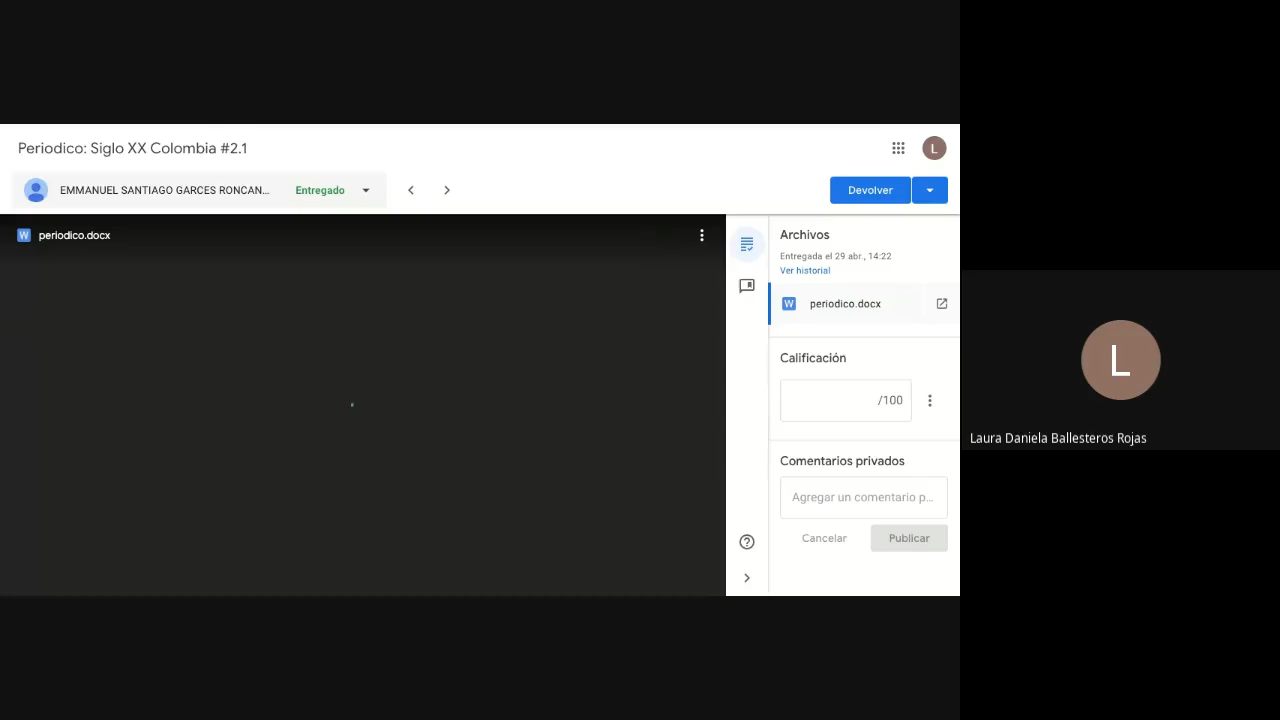 Periodico: Siglo XX Colombia #2.1
L
EMMANUEL SANTIAGO GARCES RONCAN...
Entregado
Devolver
W periodico.docx
Archivos
Entregada el 29 abr., 14:22
Ver historial
W periodico.docx
Calificación
/100
Comentarios privados
Agregar un comentario p...
Cancelar
Publicar
L
Laura Daniela Ballesteros Rojas